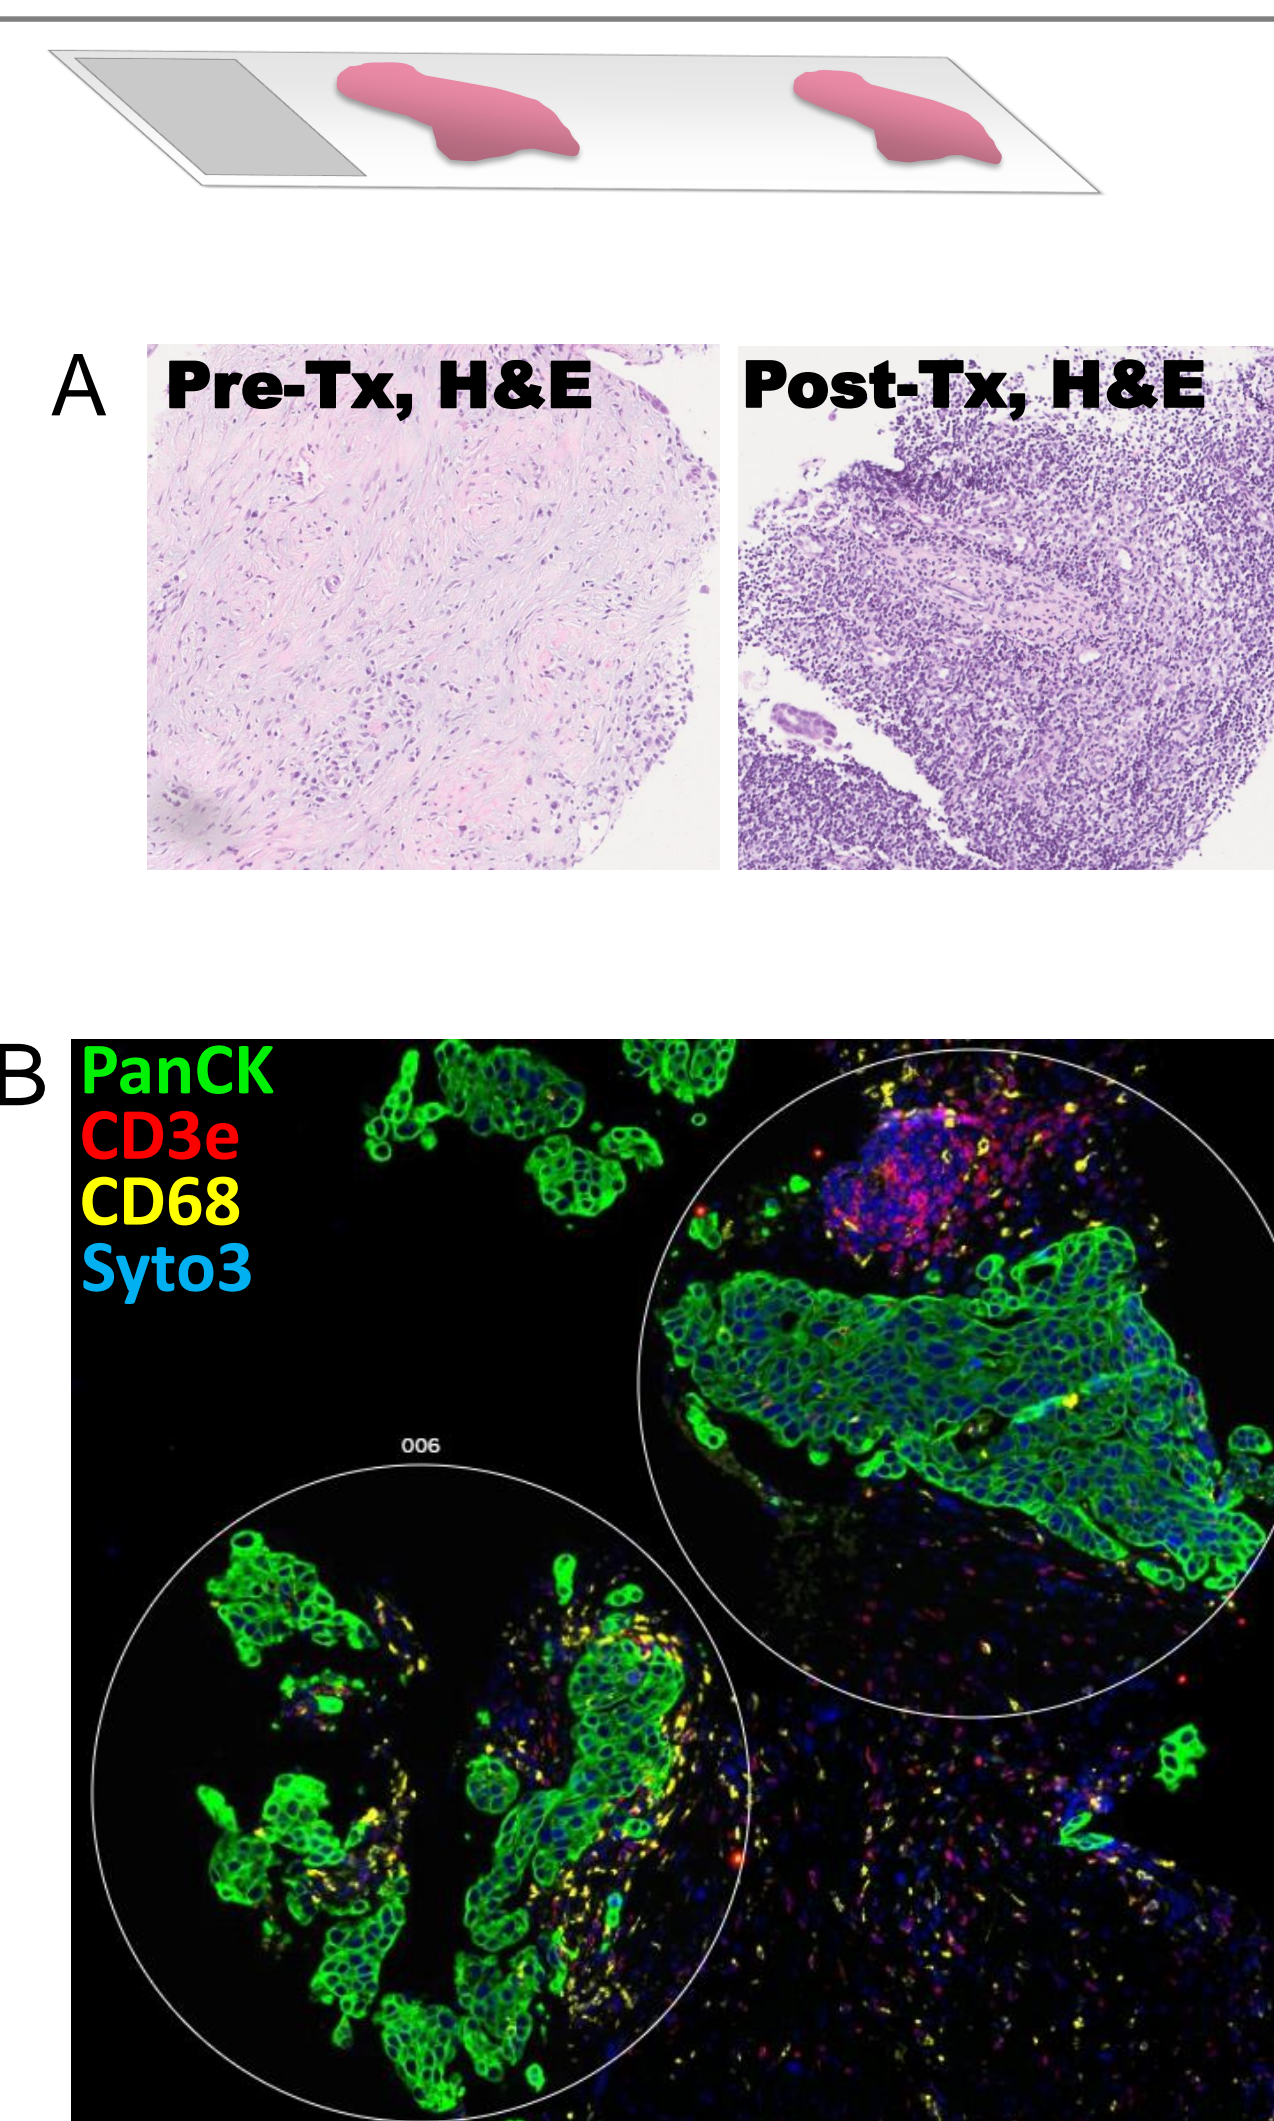 A
Pre-Tx, H&E
Post-Tx, H&E
B
PanCK
CD3e
CD68
Syto3
006